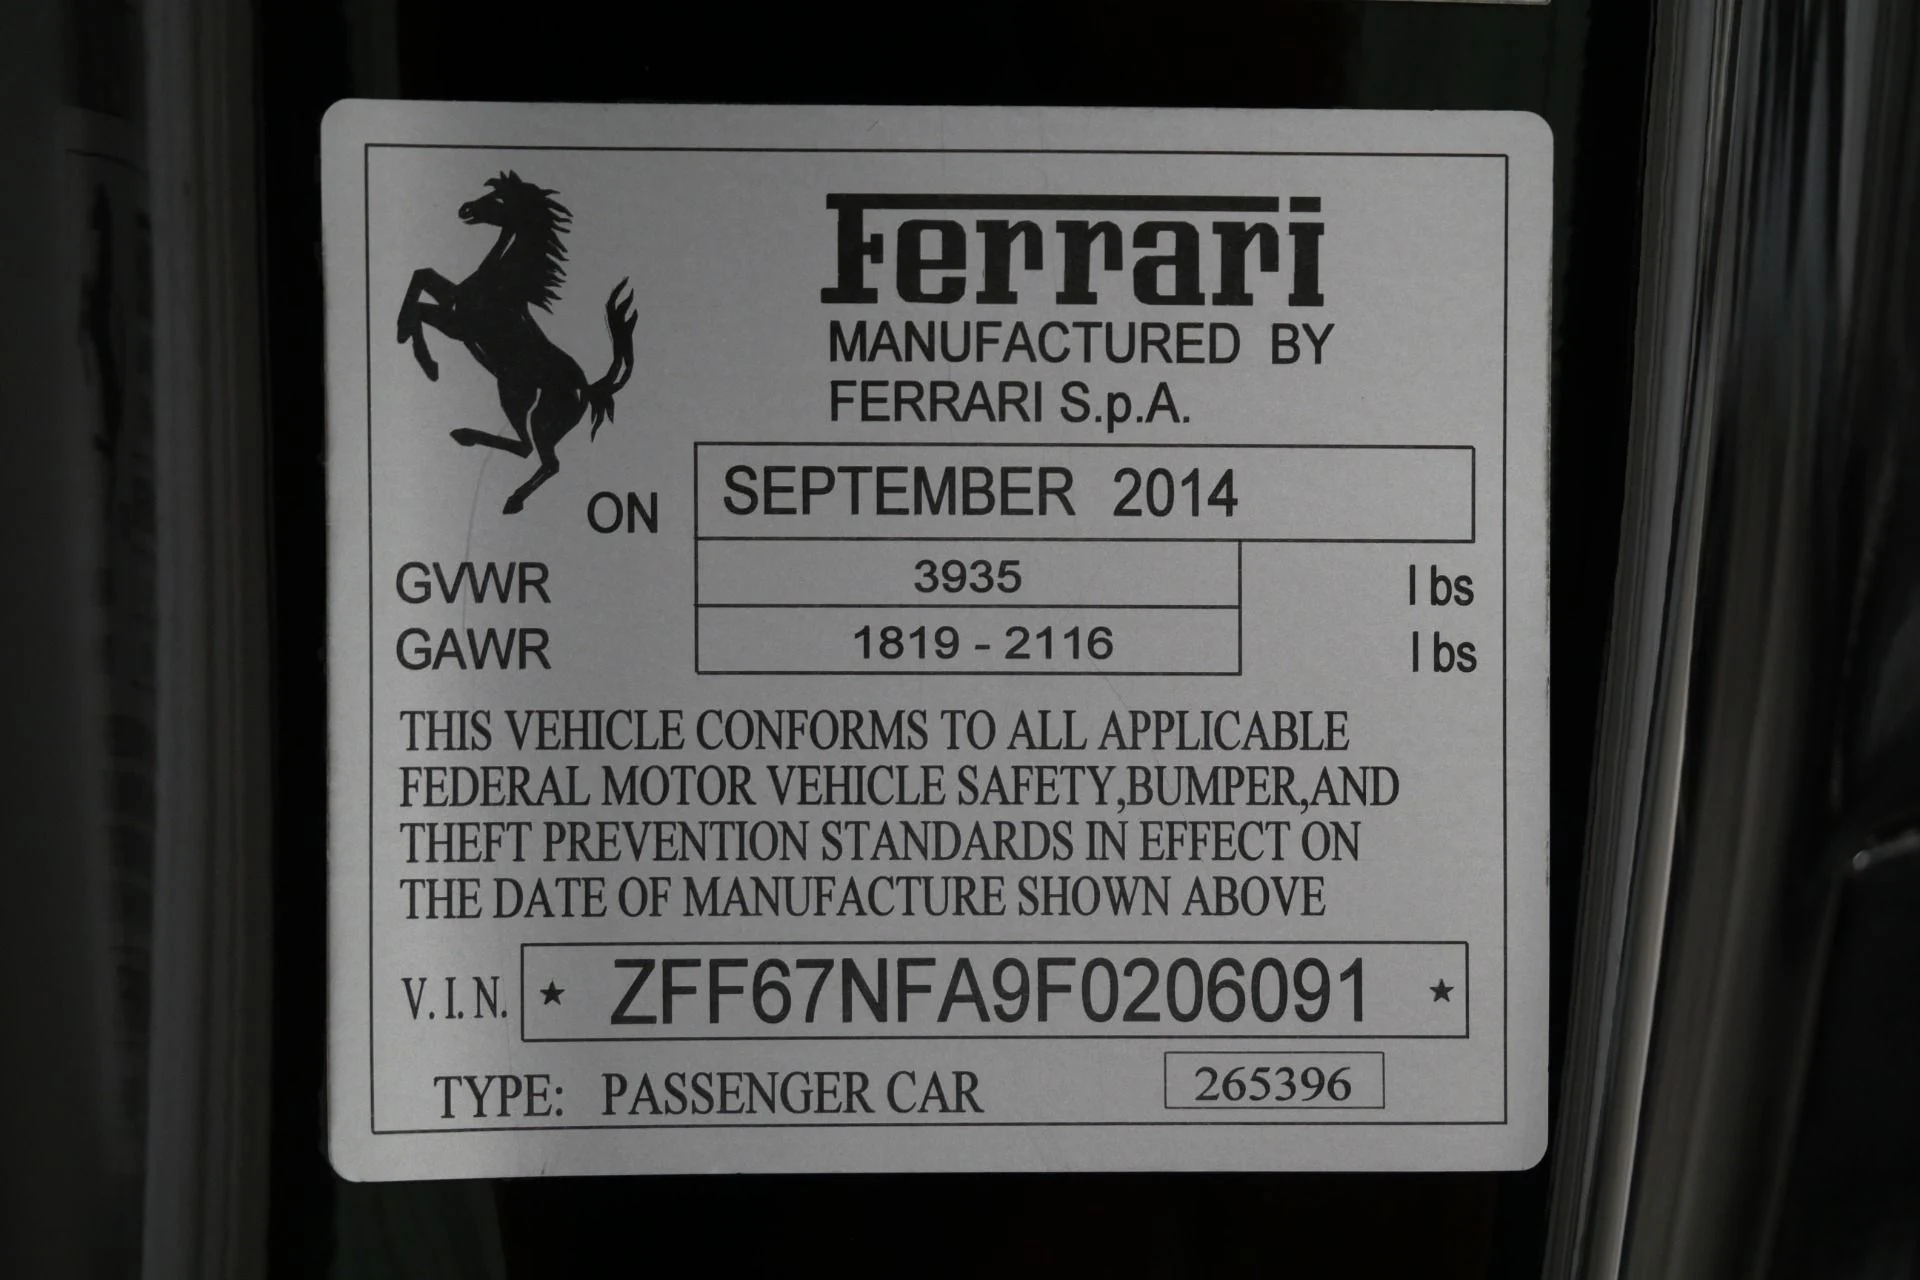 Ferrari
MANUFACTURED BY
FERRARI S.p.A.
ON SEPTEMBER 2014
GVWR 3935 lbs
GAWR 1819 - 2116 lbs
THIS VEHICLE CONFORMS TO ALL APPLICABLE
FEDERAL MOTOR VEHICLE SAFETY,BUMPER,AND
THEFT PREVENTION STANDARDS IN EFFECT ON
THE DATE OF MANUFACTURE SHOWN ABOVE
V.I.N. ★ ZFF67NFA9F0206091 ★
TYPE: PASSENGER CAR 265396